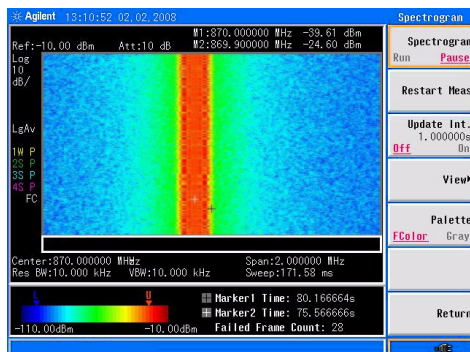 Agilent 13:10:52 02,02,2008
Spectrogran
M1:870.000000 MHz -39.61 dBm
Ref:-10.00 dBm Att:10 dB M2:869.900000 MHz -24.60 dBm
Log
10
dB/
LgAv
1W P
2S P
3S P
4S P
FC
Center:870.000000 MHz Span:2.000000 MHz
Res BW:10.000 kHz VBW:10.000 kHz Sweep:171.58 ms
L U
Marker1 Time: 80.166664s
Marker2 Time: 75.566666s
-110.00dBm -10.00dBm Failed Frame Count: 28
Spectrogran
Run Pause
Restart Meas
Update Int.
1.000000s
Off On
View
Palette
FColor Gray
Return